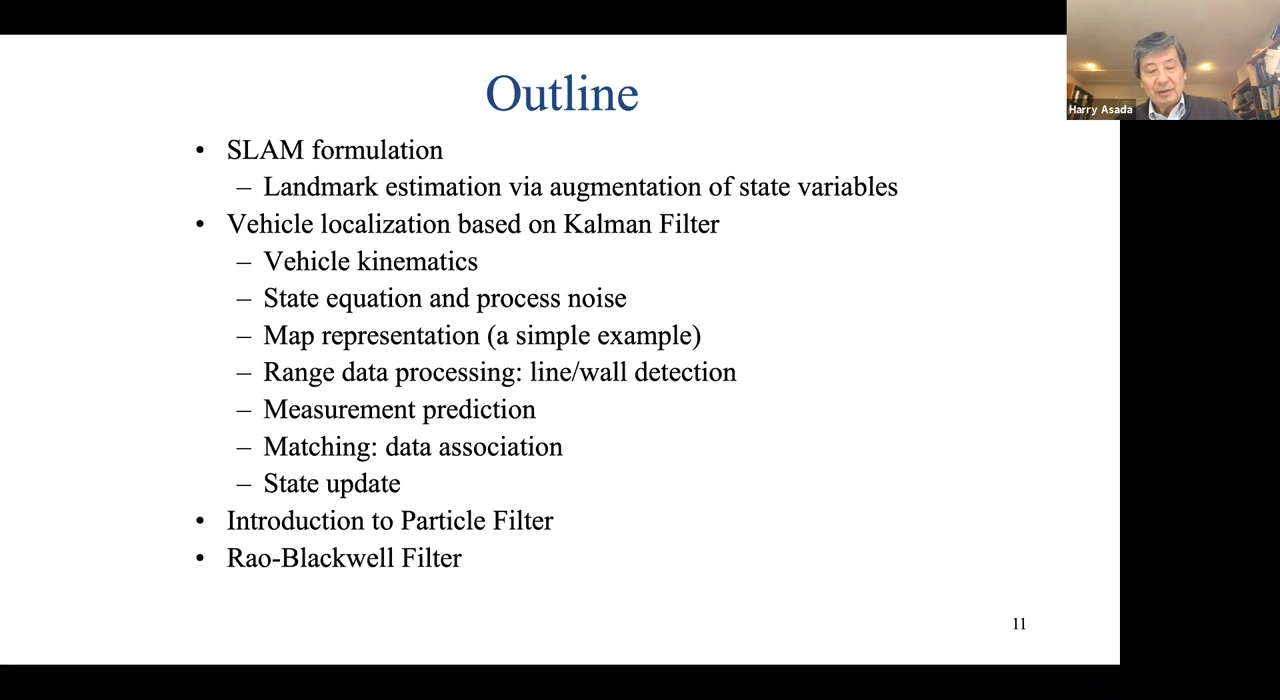 Outline
• SLAM formulation
– Landmark estimation via augmentation of state variables
• Vehicle localization based on Kalman Filter
– Vehicle kinematics
– State equation and process noise
– Map representation (a simple example)
– Range data processing: line/wall detection
– Measurement prediction
– Matching: data association
– State update
• Introduction to Particle Filter
• Rao-Blackwell Filter
11
Harry Asada